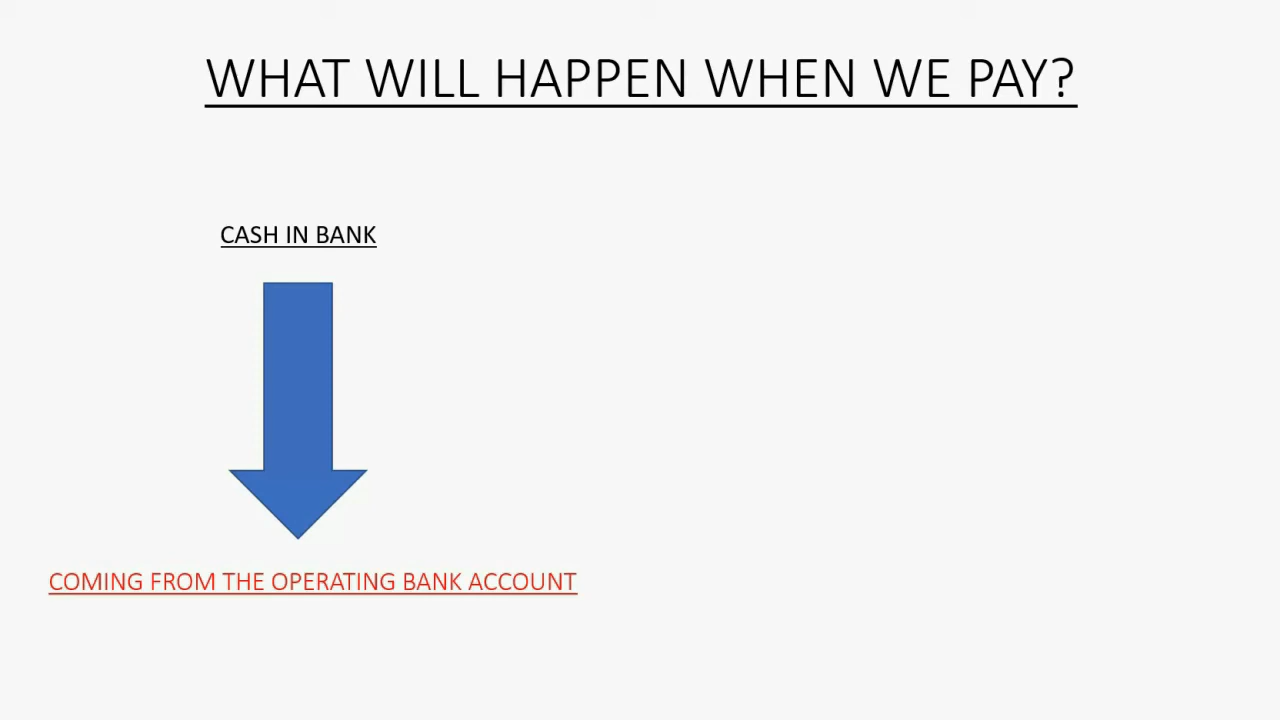 WHAT WILL HAPPEN WHEN WE PAY?
CASH IN BANK
COMING FROM THE OPERATING BANK ACCOUNT